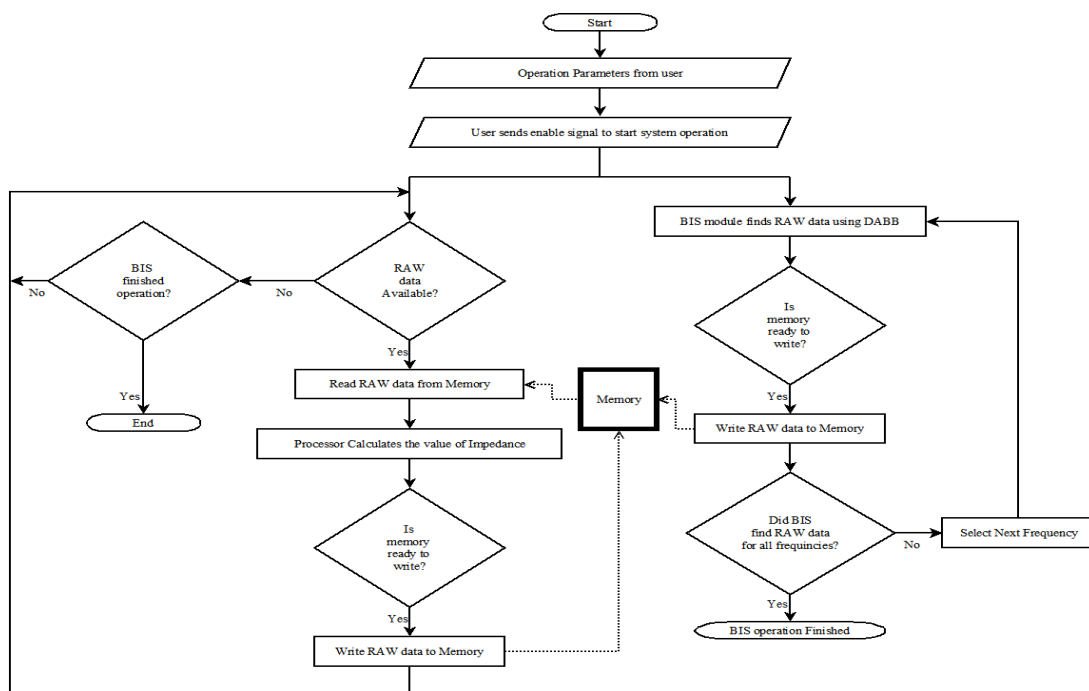 Start
Operation Parameters from user
User sends enable signal to start system operation
BIS module finds RAW data using DABB
BIS
finished
operation?
No
No
RAW
data
Available?
Yes
Yes
End
Is
memory
ready to
write?
Yes
Read RAW data from Memory
Memory
Write RAW data to Memory
Processor Calculates the value of Impedance
Is
memory
ready to
write?
Yes
Write RAW data to Memory
Did BIS
find RAW data
for all frequincies?
No
Select Next Frequency
Yes
BIS operation Finished